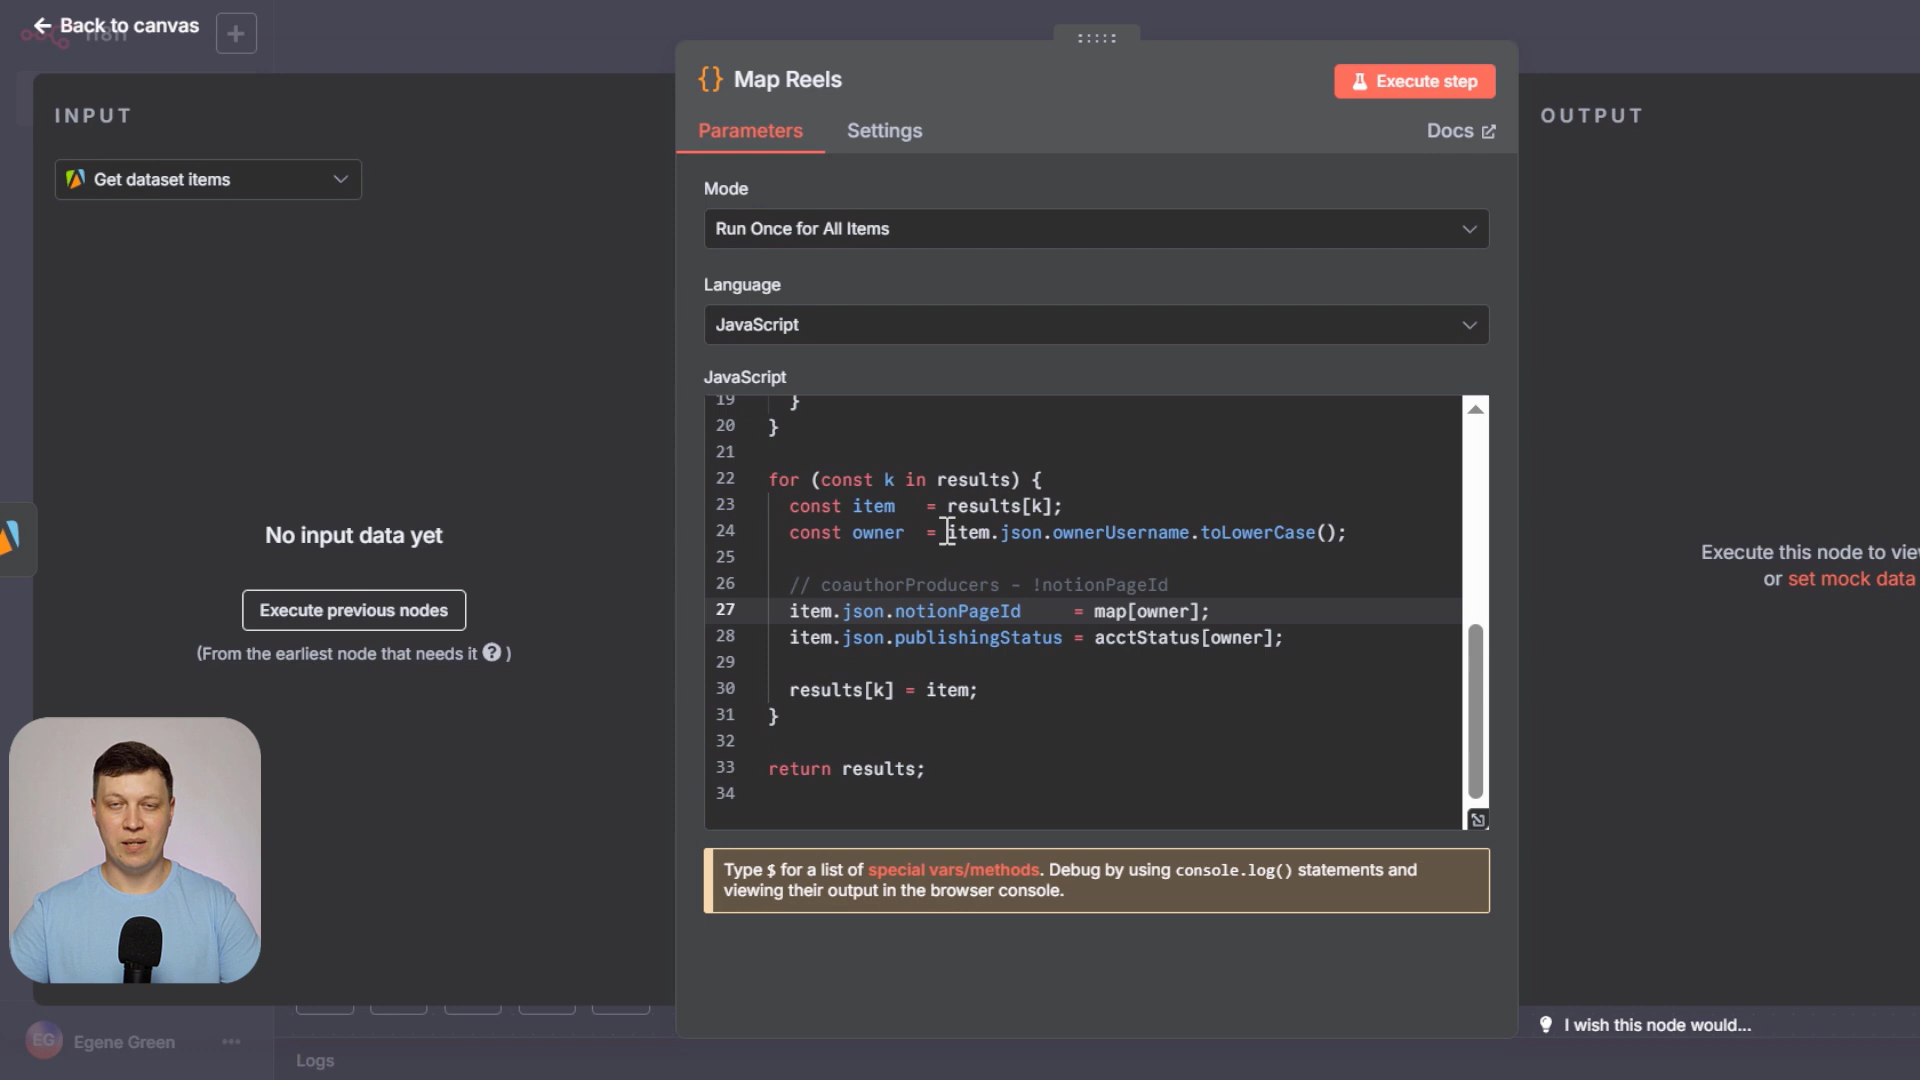 Back to canvas
n8n
INPUT
Get dataset items
No input data yet
Execute previous nodes
(From the earliest node that needs it ? )
EG Egene Green
Logs
{} Map Reels
Execute step
Parameters
Settings
Docs
Mode
Run Once for All Items
Language
JavaScript
JavaScript
19 }
20 }
21
22 for (const k in results) {
23 const item = results[k];
24 const owner = item.json.ownerUsername.toLowerCase();
25
26 // coauthorProducers - !notionPageId
27 item.json.notionPageId = map[owner];
28 item.json.publishingStatus = acctStatus[owner];
29
30 results[k] = item;
31 }
32
33 return results;
34
Type $ for a list of special vars/methods. Debug by using console.log() statements and
viewing their output in the browser console.
OUTPUT
Execute this node to vie
or set mock data
I wish this node would...